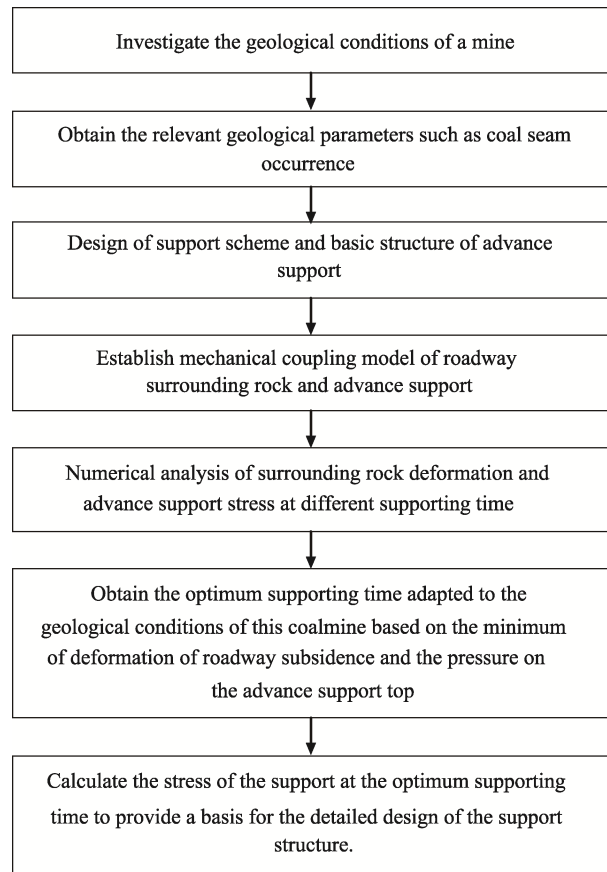 Investigate the geological conditions of a mine
Obtain the relevant geological parameters such as coal seam
occurrence
Design of support scheme and basic structure of advance
support
Establish mechanical coupling model of roadway
surrounding rock and advance support
Numerical analysis of surrounding rock deformation and
advance support stress at different supporting time
Obtain the optimum supporting time adapted to the
geological conditions of this coalmine based on the minimum
of deformation of roadway subsidence and the pressure on
the advance support top
Calculate the stress of the support at the optimum supporting
time to provide a basis for the detailed design of the support
structure.